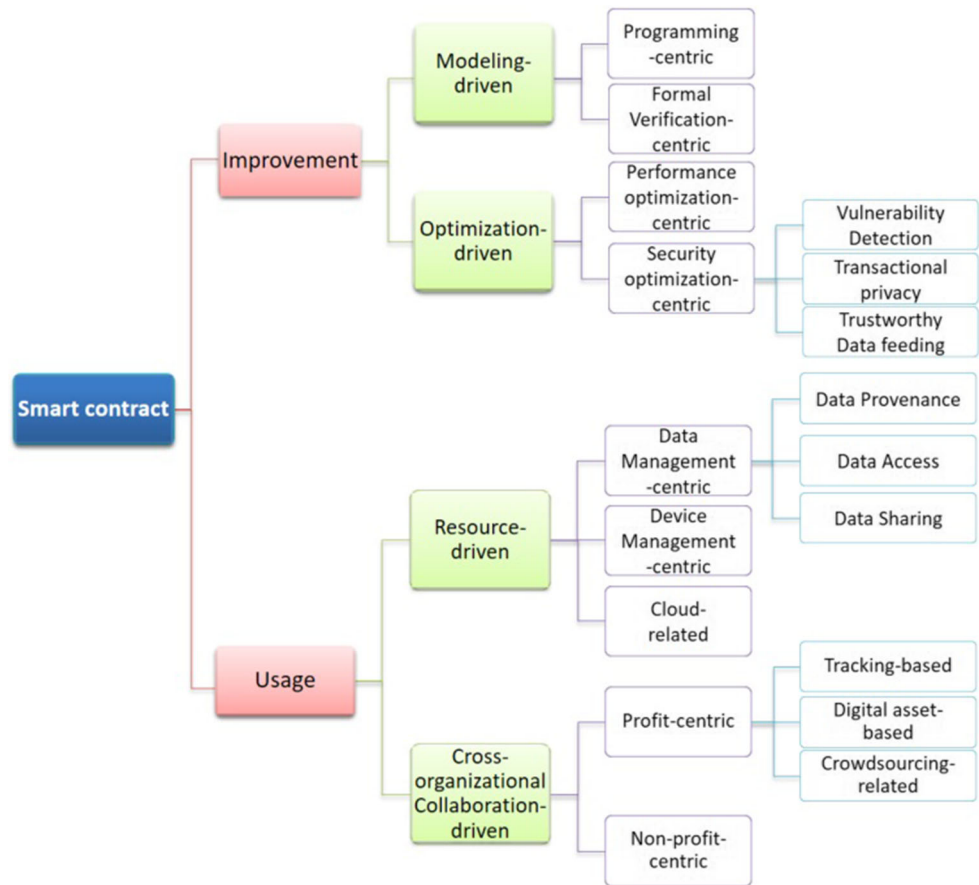 Smart contract
Improvement
Modeling-
driven
Programming
-centric
Formal
Verification-
centric
Optimization-
driven
Performance
optimization-
centric
Security
optimization-
centric
Vulnerability
Detection
Transactional
privacy
Trustworthy
Data feeding
Usage
Resource-
driven
Data
Management
-centric
Data Provenance
Data Access
Data Sharing
Device
Management
-centric
Cloud-
related
Cross-
organizational
Collaboration-
driven
Profit-centric
Tracking-based
Digital asset-
based
Crowdsourcing-
related
Non-profit-
centric